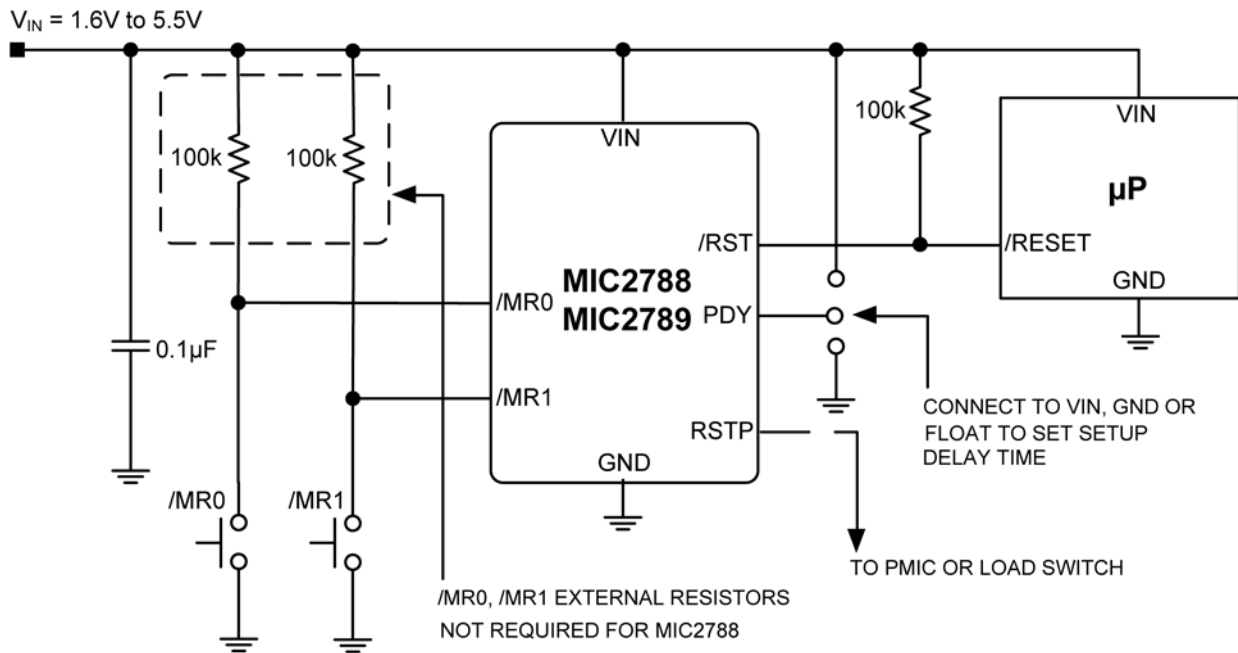 V_IN = 1.6V to 5.5V
100k
100k
100k
VIN
VIN
µP
/RST
/RESET
MIC2788
MIC2789
GND
/MR0
PDY
0.1µF
/MR1
CONNECT TO VIN, GND OR
FLOAT TO SET SETUP
DELAY TIME
RSTP
GND
/MR0
/MR1
TO PMIC OR LOAD SWITCH
/MR0, /MR1 EXTERNAL RESISTORS
NOT REQUIRED FOR MIC2788